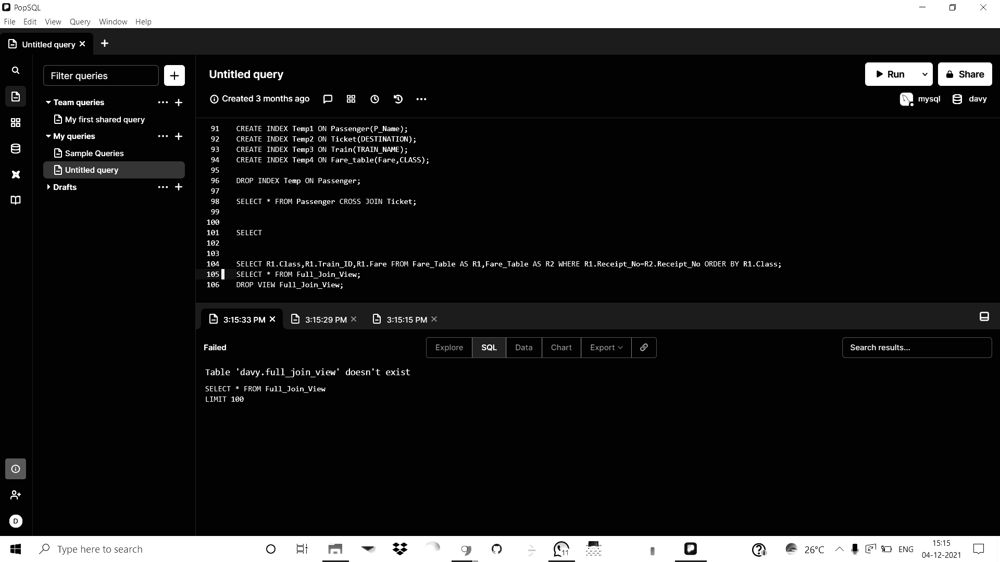 PopSQL
File Edit View Query Window Help
Untitled query
Filter queries
Team queries
My first shared query
My queries
Sample Queries
Untitled query
Drafts
D
Untitled query
Run
Share
Created 3 months ago
mysql
davy
91 CREATE INDEX Temp1 ON Passenger(P_Name);
92 CREATE INDEX Temp2 ON Ticket(DESTINATION);
93 CREATE INDEX Temp3 ON Train(TRAIN_NAME);
94 CREATE INDEX Temp4 ON Fare_table(Fare,CLASS);
95
96 DROP INDEX Temp ON Passenger;
97
98 SELECT * FROM Passenger CROSS JOIN Ticket;
99
100
101 SELECT
102
103
104 SELECT R1.Class,R1.Train_ID,R1.Fare FROM Fare_Table AS R1,Fare_Table AS R2 WHERE R1.Receipt_No=R2.Receipt_No ORDER BY R1.Class;
105 SELECT * FROM Full_Join_View;
106 DROP VIEW Full_Join_View;
3:15:33 PM 3:15:29 PM 3:15:15 PM
Failed
Explore SQL Data Chart Export
Search results...
Table 'davy.full_join_view' doesn't exist
SELECT * FROM Full_Join_View
LIMIT 100
Type here to search
11
26°C
ENG
15:15
04-12-2021